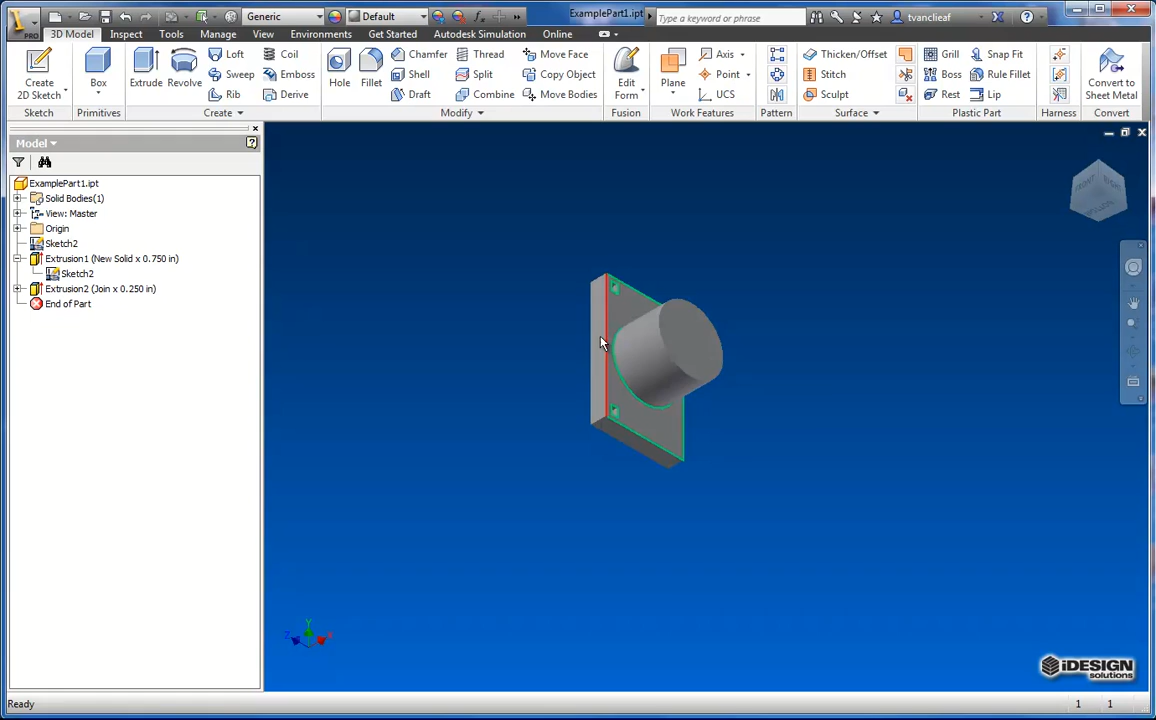 PRO
Generic
Default
ExamplePart1.ipt
Type a keyword or phrase
tvanclieaf
3D Model
Inspect
Tools
Manage
View
Environments
Get Started
Autodesk Simulation
Online
Create
2D Sketch
Box
Extrude
Revolve
Loft
Coil
Sweep
Emboss
Rib
Derive
Hole
Fillet
Chamfer
Thread
Move Face
Shell
Split
Copy Object
Draft
Combine
Move Bodies
Edit
Form
Plane
Axis
Point
UCS
Thicken/Offset
Stitch
Sculpt
Grill
Snap Fit
Boss
Rule Fillet
Rest
Lip
Convert to
Sheet Metal
Sketch
Primitives
Create
Modify
Fusion
Work Features
Pattern
Surface
Plastic Part
Harness
Convert
Model
ExamplePart1.ipt
Solid Bodies(1)
View: Master
Origin
Sketch2
Extrusion1 (New Solid x 0.750 in)
Sketch2
Extrusion2 (Join x 0.250 in)
End of Part
FRONT
RIGHT
Y
Z
X
iDESIGN
solutions
Ready
1
1